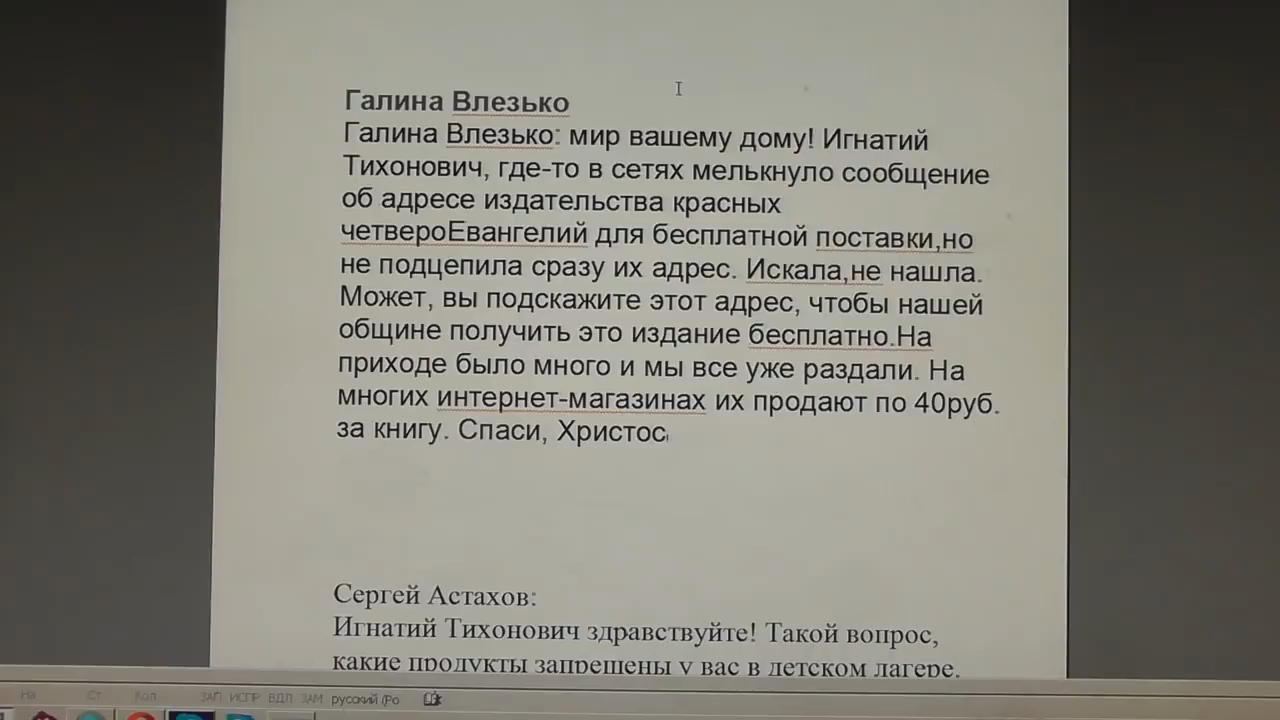 Галина Влезько
Галина Влезько: мир вашему дому! Игнатий
Тихонович, где-то в сетях мелькнуло сообщение
об адресе издательства красных
четвероЕвангелий для бесплатной поставки,но
не подцепила сразу их адрес. Искала,не нашла.
Может, вы подскажите этот адрес, чтобы нашей
общине получить это издание бесплатно.На
приходе было много и мы все уже раздали. На
многих интернет-магазинах их продают по 40руб.
за книгу. Спаси, Христос
Сергей Астахов:
Игнатий Тихонович здравствуйте! Такой вопрос,
какие продукты запрещены у вас в детском лагере.
На Ст Кол ЗАП ИСПР ВДЛ ЗАМ русский (Ро